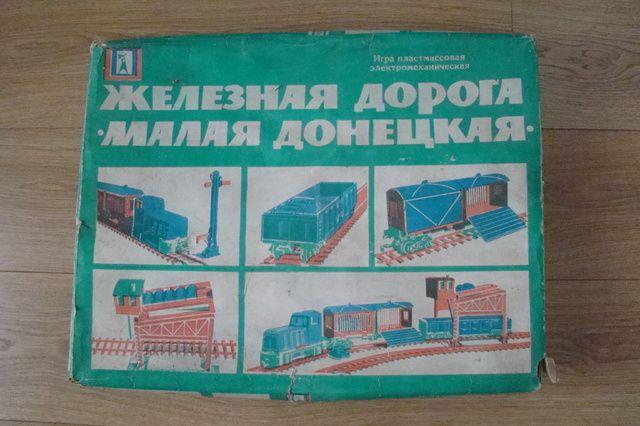 Игра пластмассовая
электромеханическая
ЖЕЛЕЗНАЯ ДОРОГА
·МАЛАЯ ДОНЕЦКАЯ·